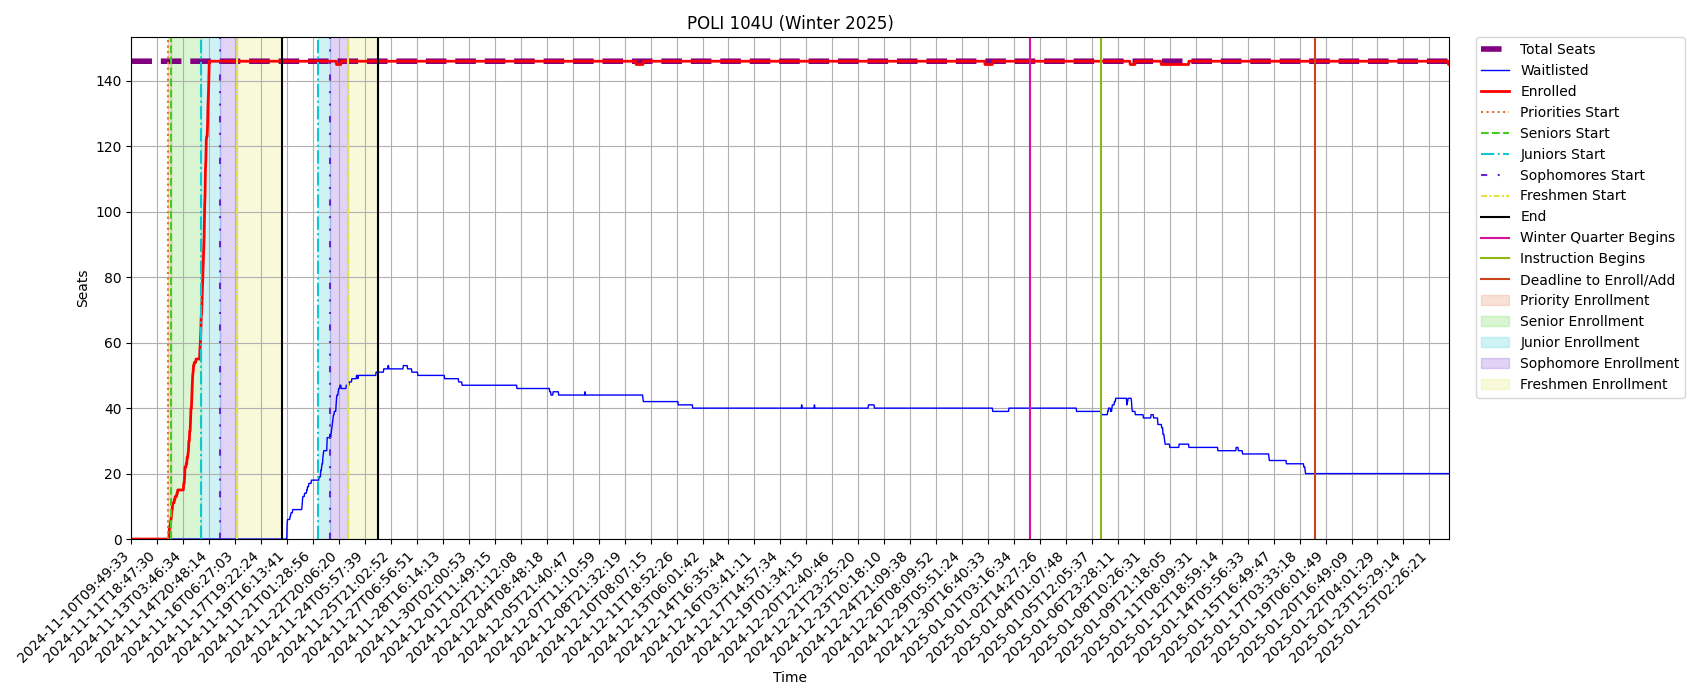 POLI 104U (Winter 2025)
Seats
140
120
100
80
60
40
20
0
2024-11-10T09:49:33
2024-11-11T18:47:30
2024-11-13T03:46:34
2024-11-14T20:48:14
2024-11-16T06:27:03
2024-11-17T19:22:24
2024-11-19T16:13:41
2024-11-21T01:28:56
2024-11-22T20:06:20
2024-11-24T05:57:39
2024-11-25T21:02:52
2024-11-27T06:56:51
2024-11-28T16:14:13
2024-11-30T02:00:53
2024-12-01T11:49:15
2024-12-02T21:12:08
2024-12-04T08:48:18
2024-12-05T21:40:47
2024-12-07T11:10:59
2024-12-08T21:32:19
2024-12-10T08:07:15
2024-12-11T18:52:26
2024-12-13T06:01:42
2024-12-14T16:35:44
2024-12-16T03:41:11
2024-12-17T14:57:34
2024-12-19T01:34:15
2024-12-20T12:40:46
2024-12-21T23:25:20
2024-12-23T10:18:10
2024-12-24T21:09:38
2024-12-26T08:09:52
2024-12-29T05:51:24
2024-12-30T16:40:33
2025-01-01T03:16:34
2025-01-02T14:27:26
2025-01-04T01:07:48
2025-01-05T12:05:37
2025-01-06T23:28:11
2025-01-08T10:26:31
2025-01-09T21:18:05
2025-01-11T08:09:31
2025-01-12T18:59:14
2025-01-14T05:56:33
2025-01-15T16:49:47
2025-01-17T03:33:18
2025-01-19T06:01:49
2025-01-20T16:49:09
2025-01-22T04:01:29
2025-01-23T15:29:14
2025-01-25T02:26:21
Time
Total Seats
Waitlisted
Enrolled
Priorities Start
Seniors Start
Juniors Start
Sophomores Start
Freshmen Start
End
Winter Quarter Begins
Instruction Begins
Deadline to Enroll/Add
Priority Enrollment
Senior Enrollment
Junior Enrollment
Sophomore Enrollment
Freshmen Enrollment